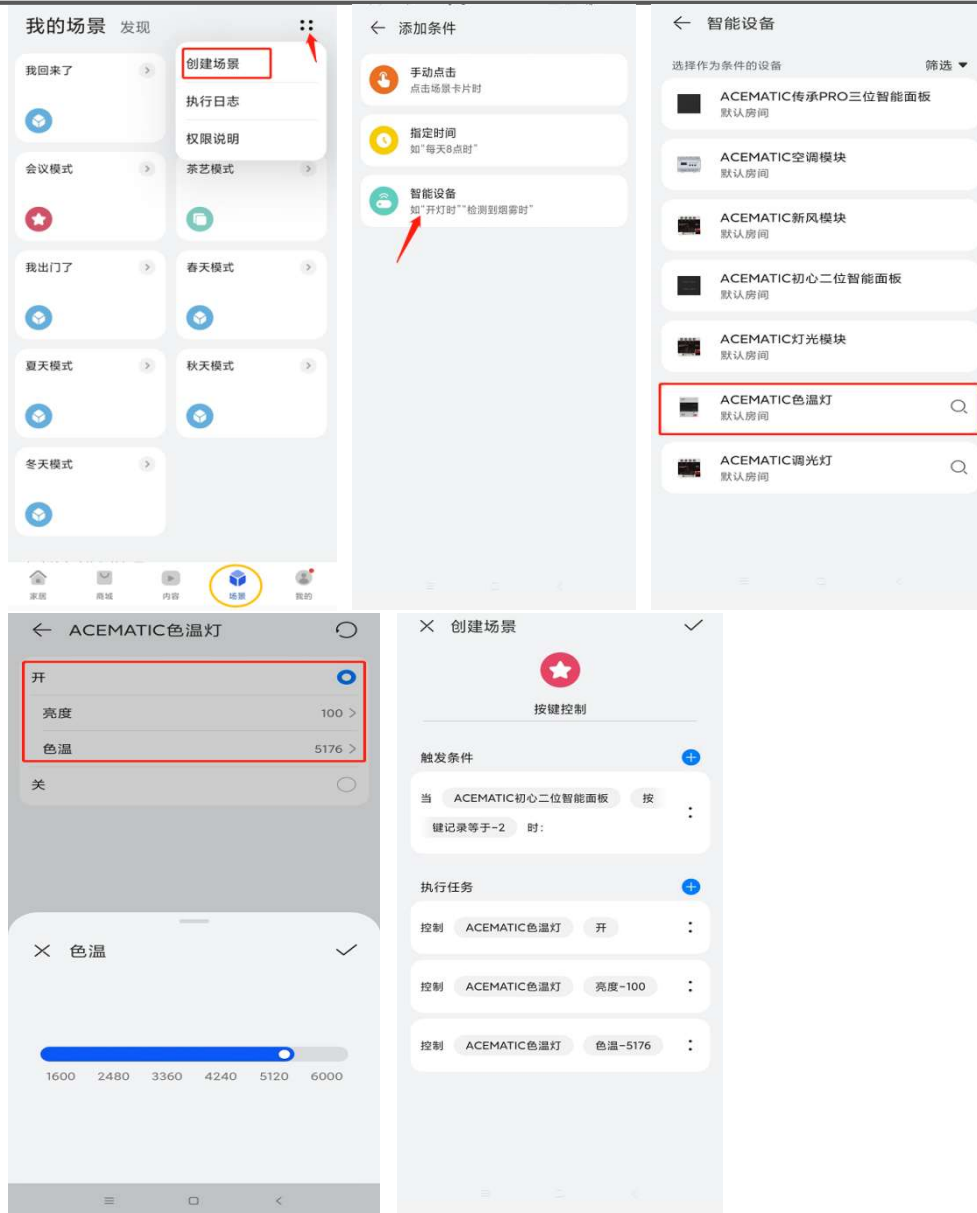 我的场景 发现
创建场景
执行日志
权限说明
我回来了
会议模式
茶艺模式
我出门了
春天模式
夏天模式
秋天模式
冬天模式
家居
商城
内容
场景
我的
添加条件
手动点击
点击场景卡片时
指定时间
如"每天8点时"
智能设备
如"开灯时""检测到烟雾时"
智能设备
选择作为条件的设备 筛选
ACEMATIC传承PRO三位智能面板
默认房间
ACEMATIC空调模块
默认房间
ACEMATIC新风模块
默认房间
ACEMATIC初心二位智能面板
默认房间
ACEMATIC灯光模块
默认房间
ACEMATIC色温灯
默认房间
ACEMATIC调光灯
默认房间
ACEMATIC色温灯
开
亮度 100
色温 5176
关
色温
1600 2480 3360 4240 5120 6000
创建场景
按键控制
触发条件
当 ACEMATIC初心二位智能面板 按
键记录等于-2 时:
执行任务
控制 ACEMATIC色温灯 开
控制 ACEMATIC色温灯 亮度-100
控制 ACEMATIC色温灯 色温-5176